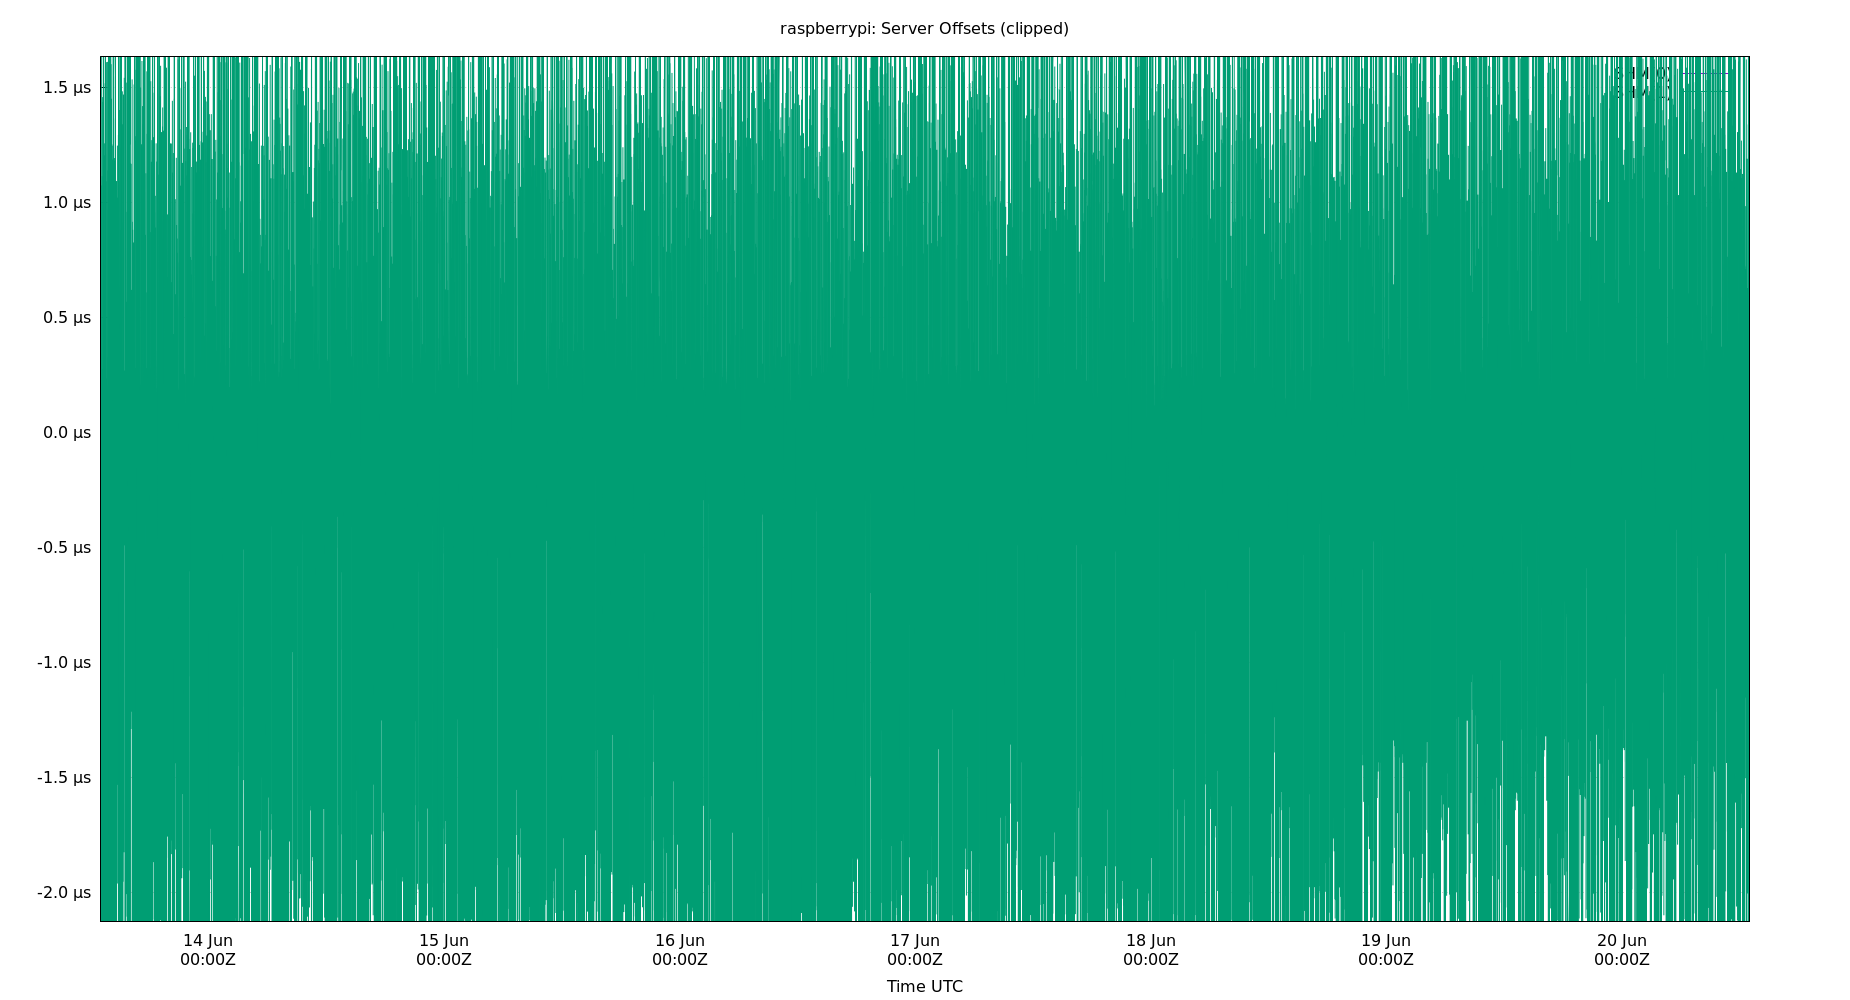 raspberrypi: Server Offsets (clipped)
1.5 µs
1.0 µs
0.5 µs
0.0 µs
-0.5 µs
-1.0 µs
-1.5 µs
-2.0 µs
14 Jun 15 Jun 16 Jun 17 Jun 18 Jun 19 Jun 20 Jun
00:00Z 00:00Z 00:00Z 00:00Z 00:00Z 00:00Z 00:00Z
Time UTC